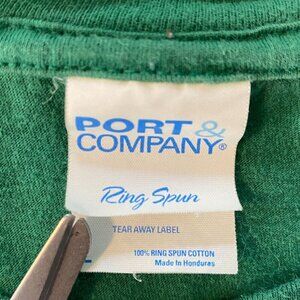 PORT &
COMPANY®
Ring Spun
TEAR AWAY LABEL
100% RING SPUN COTTON
Made In Honduras